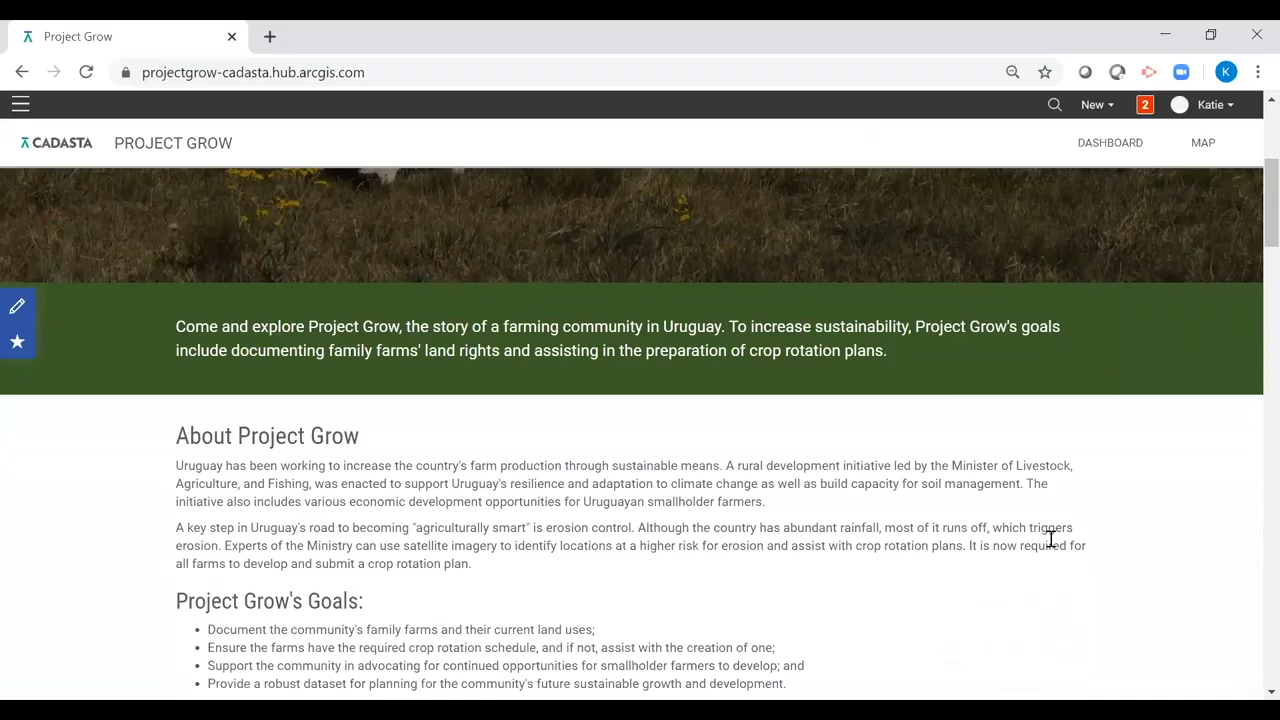 Project Grow
projectgrow-cadasta.hub.arcgis.com
K
New
2
Katie
CADASTA
PROJECT GROW
DASHBOARD
MAP
Come and explore Project Grow, the story of a farming community in Uruguay. To increase sustainability, Project Grow's goals
include documenting family farms' land rights and assisting in the preparation of crop rotation plans.
About Project Grow
Uruguay has been working to increase the country's farm production through sustainable means. A rural development initiative led by the Minister of Livestock,
Agriculture, and Fishing, was enacted to support Uruguay's resilience and adaptation to climate change as well as build capacity for soil management. The
initiative also includes various economic development opportunities for Uruguayan smallholder farmers.
A key step in Uruguay's road to becoming "agriculturally smart" is erosion control. Although the country has abundant rainfall, most of it runs off, which triggers
erosion. Experts of the Ministry can use satellite imagery to identify locations at a higher risk for erosion and assist with crop rotation plans. It is now required for
all farms to develop and submit a crop rotation plan.
Project Grow's Goals:
• Document the community's family farms and their current land uses;
• Ensure the farms have the required crop rotation schedule, and if not, assist with the creation of one;
• Support the community in advocating for continued opportunities for smallholder farmers to develop; and
• Provide a robust dataset for planning for the community's future sustainable growth and development.